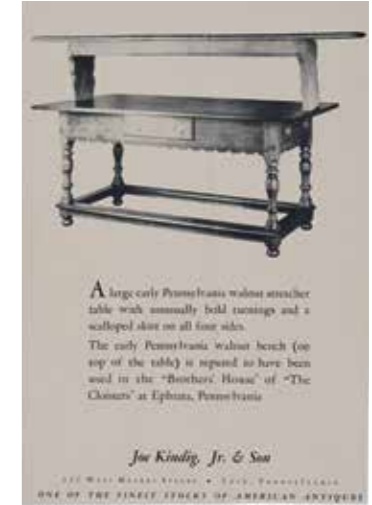 A large early Pennsylvania walnut stretcher
table with unusually bold turnings and a
scalloped skirt on all four sides.
The early Pennsylvania walnut bench (on
top of the table) is reputed to have been
used in the "Brothers' House" of "The
Cloisters" at Ephrata, Pennsylvania
Joe Kindig, Jr. & Son
West Market Street • York, Pennsylvania
ONE OF THE FINEST STOCKS OF AMERICAN ANTIQUES